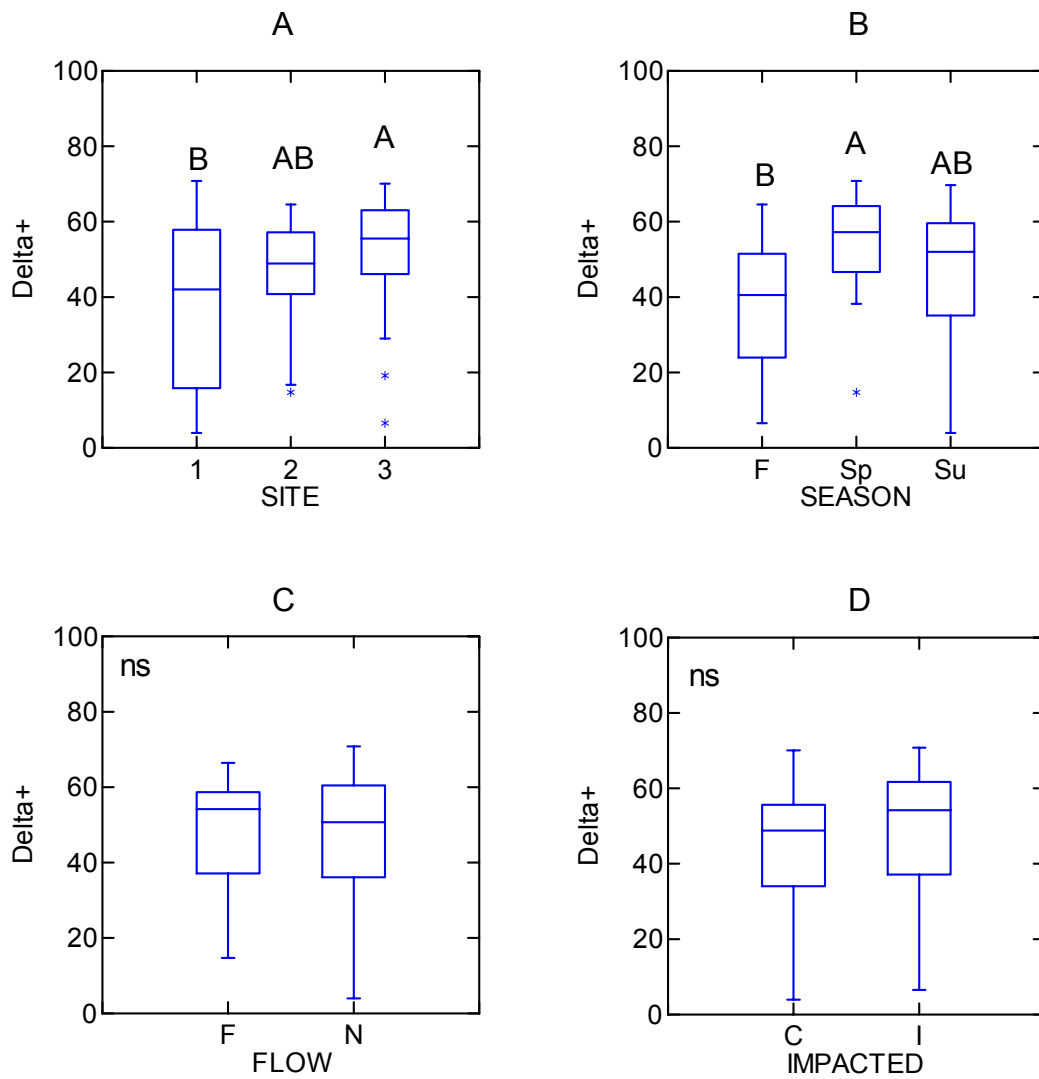 A
100
80
60
40
20
0
Delta+
B AB A
1 2 3
SITE
B
100
80
60
40
20
0
Delta+
B A AB
F Sp Su
SEASON
C
100
80
60
40
20
0
Delta+
ns
F N
FLOW
D
100
80
60
40
20
0
Delta+
ns
C I
IMPACTED